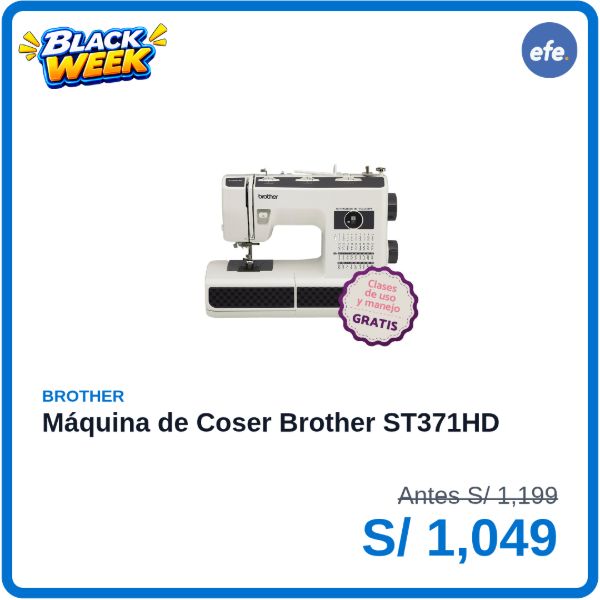 BLACK
WEEK
efe.
brother
Clases
de uso
y manejo
GRATIS
BROTHER
Máquina de Coser Brother ST371HD
Antes S/ 1,199
S/ 1,049